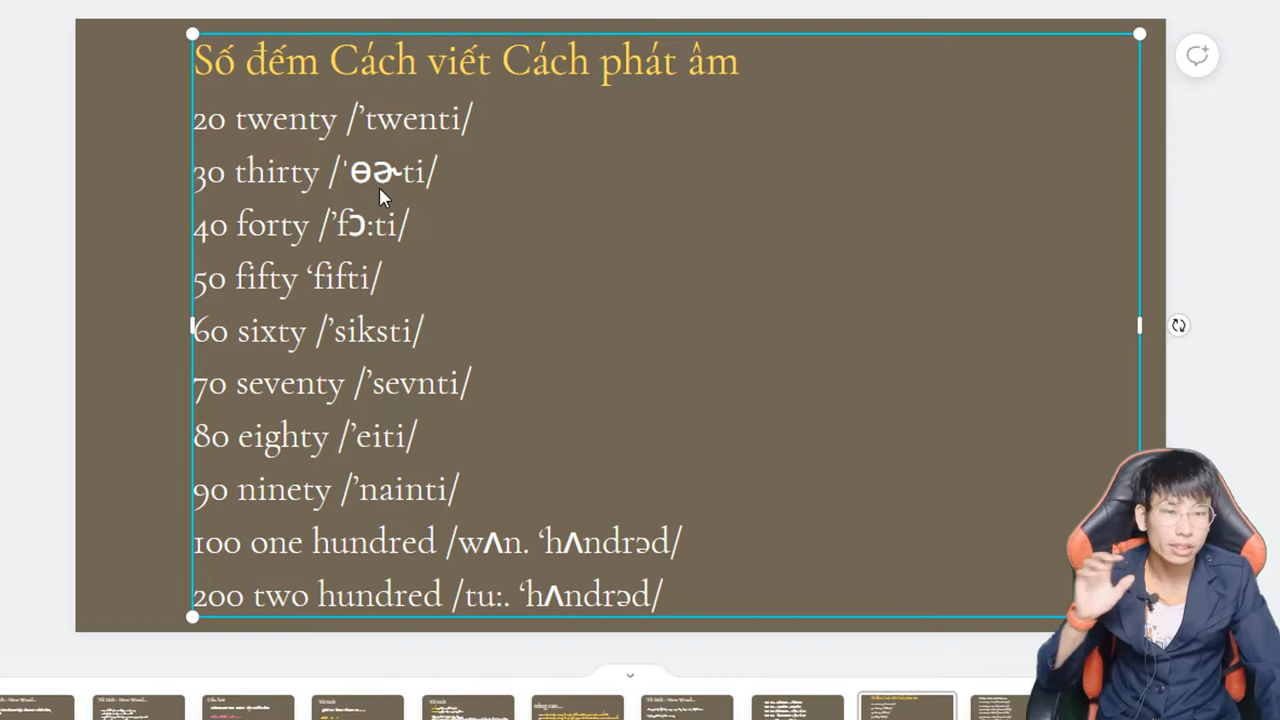 Số đếm Cách viết Cách phát âm
20 twenty /’twenti/
30 thirty /ˈɵɚti/
40 forty /’fɔ:ti/
50 fifty ‘fifti/
60 sixty /’siksti/
70 seventy /’sevnti/
80 eighty /’eiti/
90 ninety /’nainti/
100 one hundred /wʌn. ‘hʌndrəd/
200 two hundred /tu:. ‘hʌndrəd/